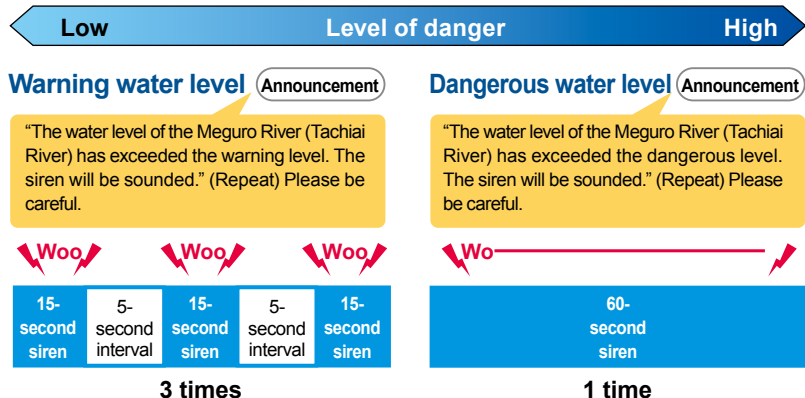 Low Level of danger High
Warning water level Announcement
“The water level of the Meguro River (Tachiai
River) has exceeded the warning level. The
siren will be sounded.” (Repeat) Please be
careful.
Woo Woo Woo
15-
second
siren
5-
second
interval
15-
second
siren
5-
second
interval
15-
second
siren
3 times
Dangerous water level Announcement
“The water level of the Meguro River (Tachiai
River) has exceeded the dangerous level.
The siren will be sounded.” (Repeat) Please
be careful.
Wo
60-
second
siren
1 time